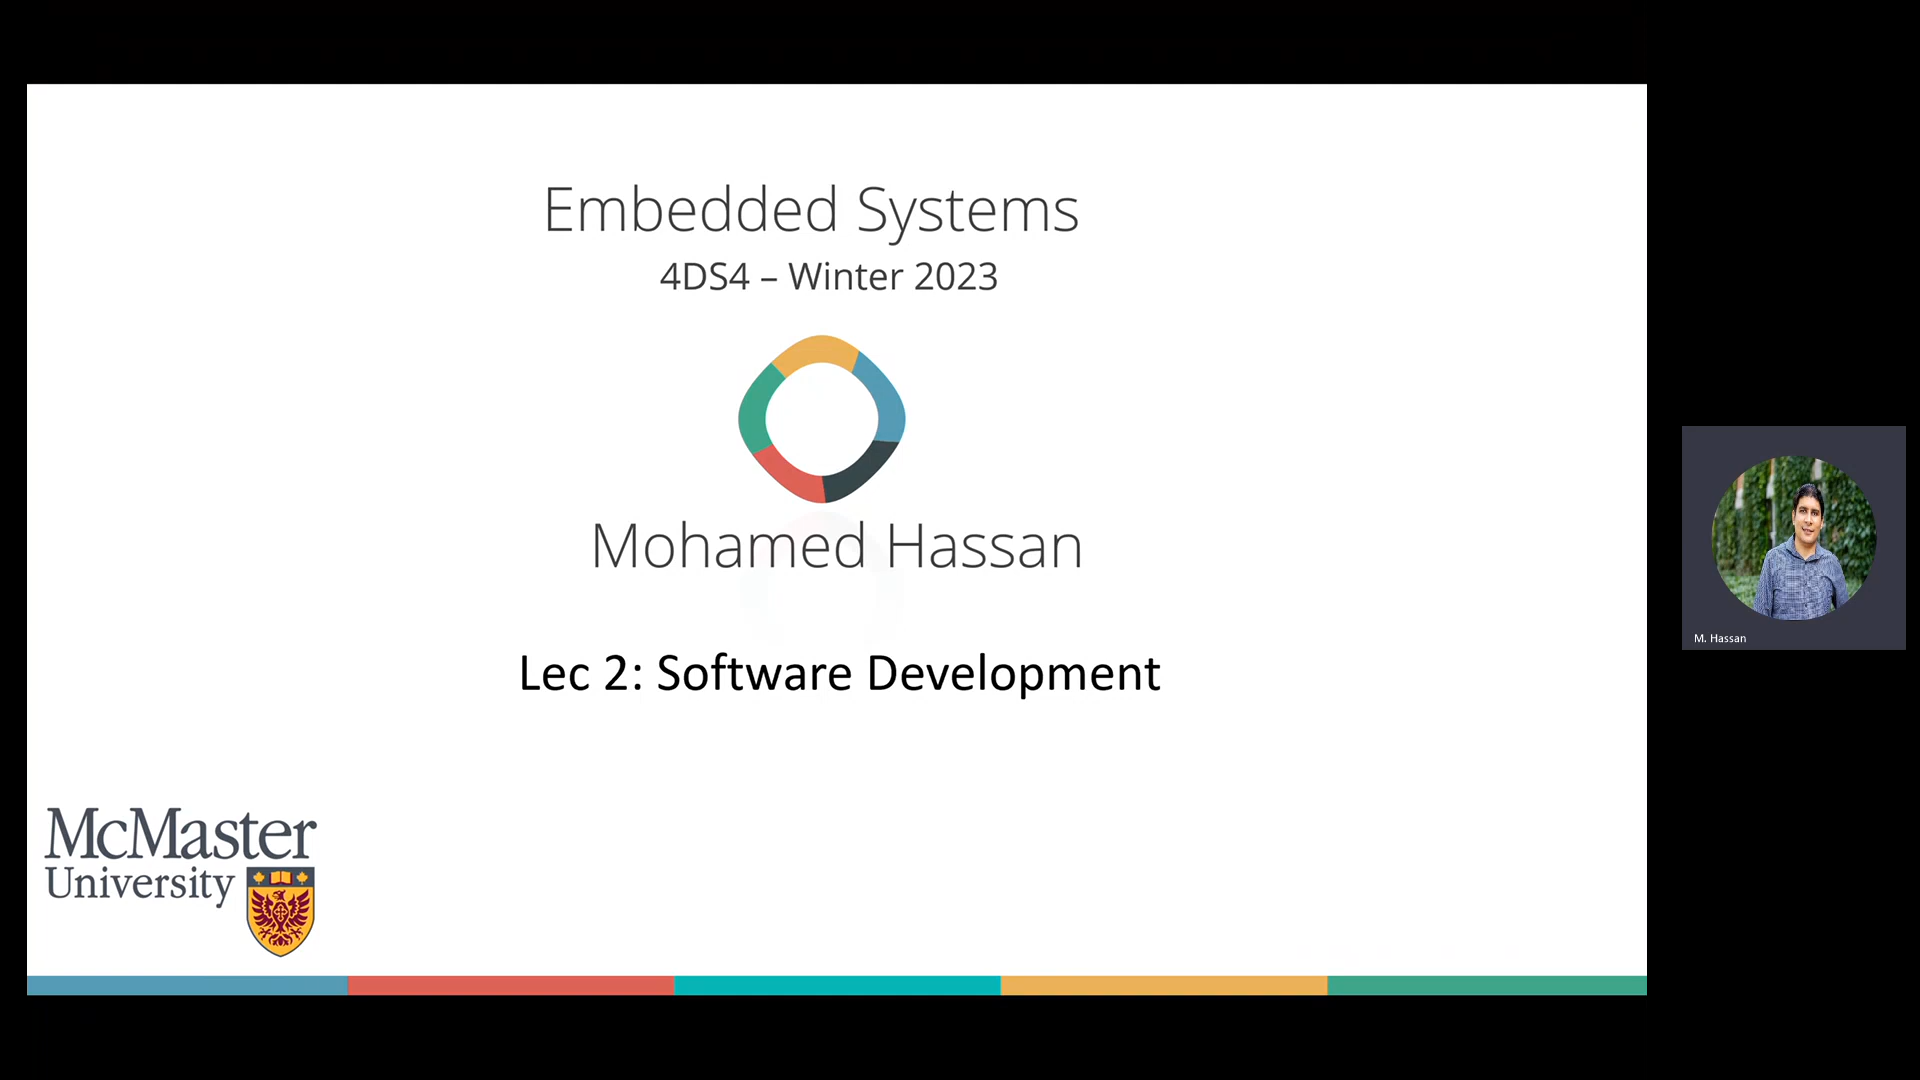 Embedded Systems
4DS4 – Winter 2023
Mohamed Hassan
Lec 2: Software Development
McMaster
University
M. Hassan